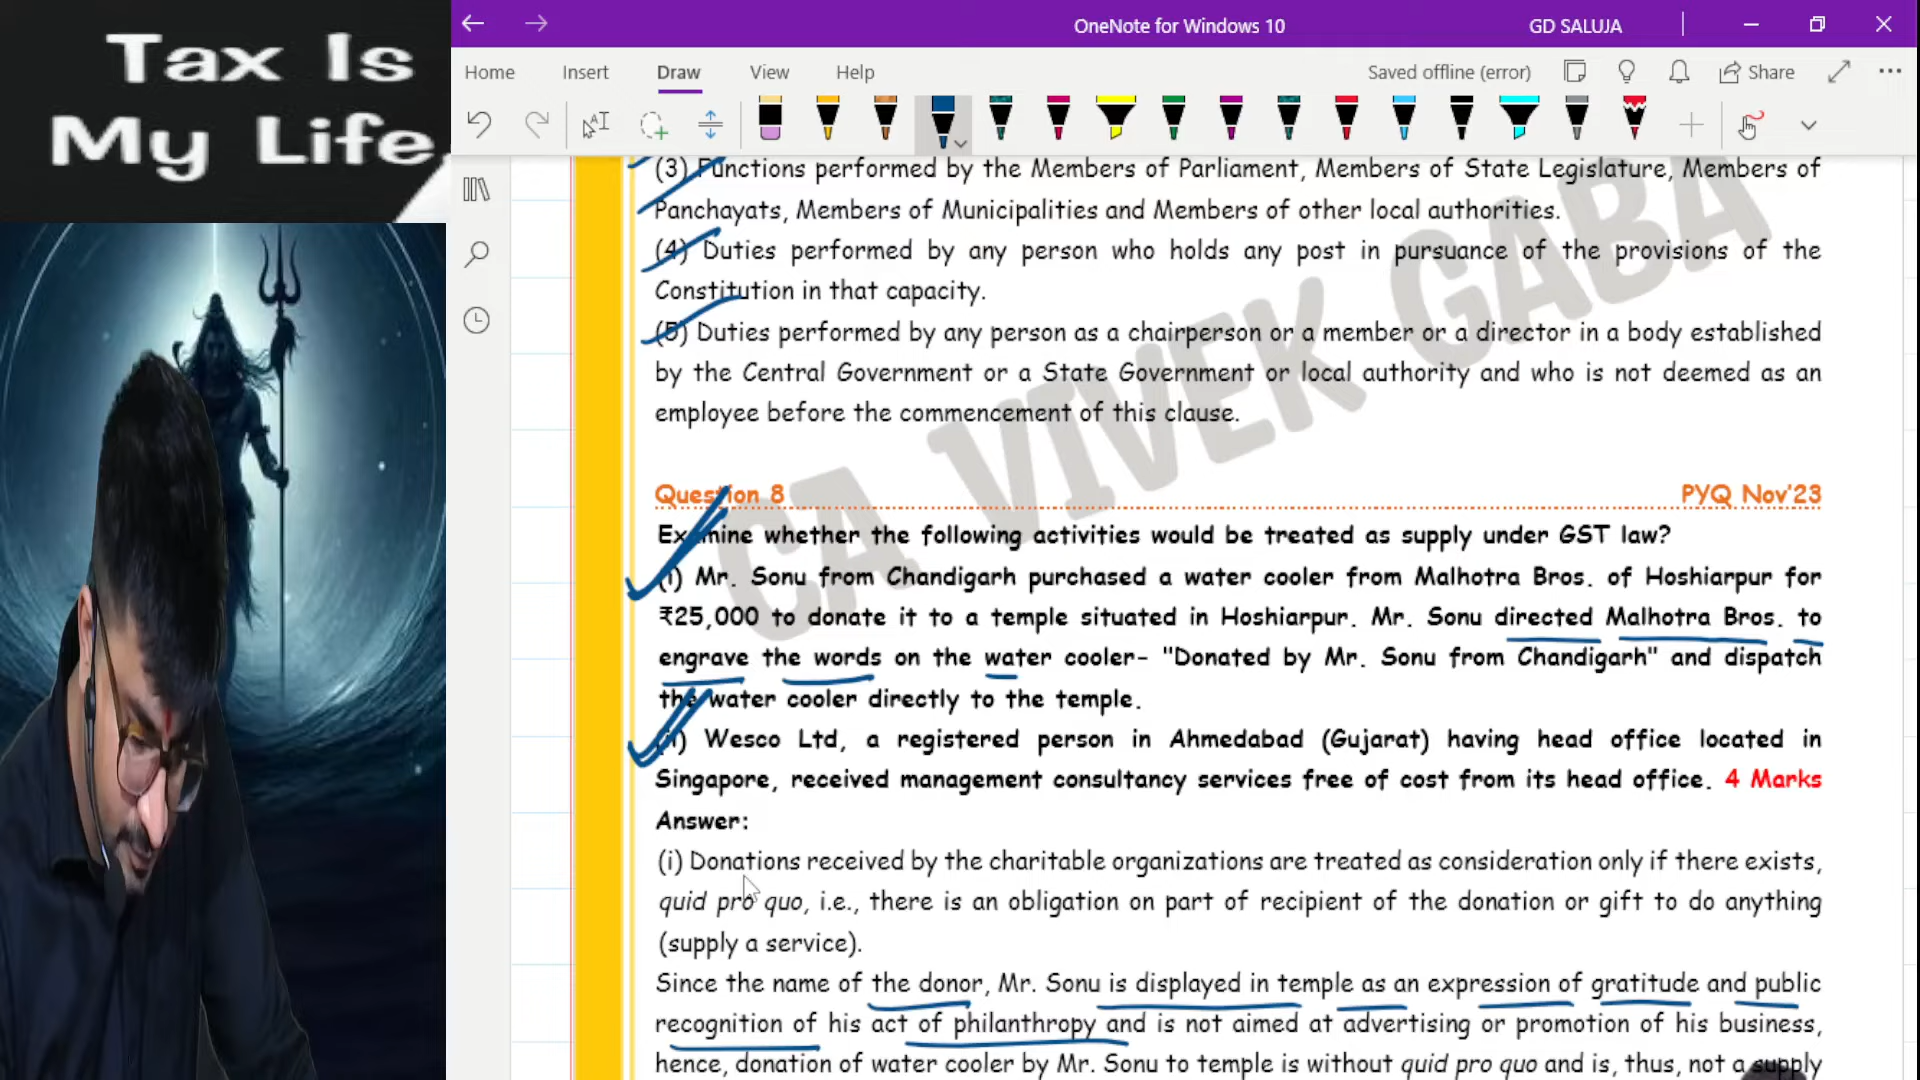 Tax Is
My Life,
OneNote for Windows 10
GD SALUJA
Home Insert Draw View Help
Saved offline (error)
Share
(3) Functions performed by the Members of Parliament, Members of State Legislature, Members of
Panchayats, Members of Municipalities and Members of other local authorities.
(4) Duties performed by any person who holds any post in pursuance of the provisions of the
Constitution in that capacity.
(5) Duties performed by any person as a chairperson or a member or a director in a body established
by the Central Government or a State Government or local authority and who is not deemed as an
employee before the commencement of this clause.
CA VIVEK GABA
Question 8 PYQ Nov'23
Examine whether the following activities would be treated as supply under GST law?
(i) Mr. Sonu from Chandigarh purchased a water cooler from Malhotra Bros. of Hoshiarpur for
₹25,000 to donate it to a temple situated in Hoshiarpur. Mr. Sonu directed Malhotra Bros. to
engrave the words on the water cooler- "Donated by Mr. Sonu from Chandigarh" and dispatch
the water cooler directly to the temple.
(ii) Wesco Ltd, a registered person in Ahmedabad (Gujarat) having head office located in
Singapore, received management consultancy services free of cost from its head office. 4 Marks
Answer:
(i) Donations received by the charitable organizations are treated as consideration only if there exists,
quid pro quo, i.e., there is an obligation on part of recipient of the donation or gift to do anything
(supply a service).
Since the name of the donor, Mr. Sonu is displayed in temple as an expression of gratitude and public
recognition of his act of philanthropy and is not aimed at advertising or promotion of his business,
hence, donation of water cooler by Mr. Sonu to temple is without quid pro quo and is, thus, not a supply